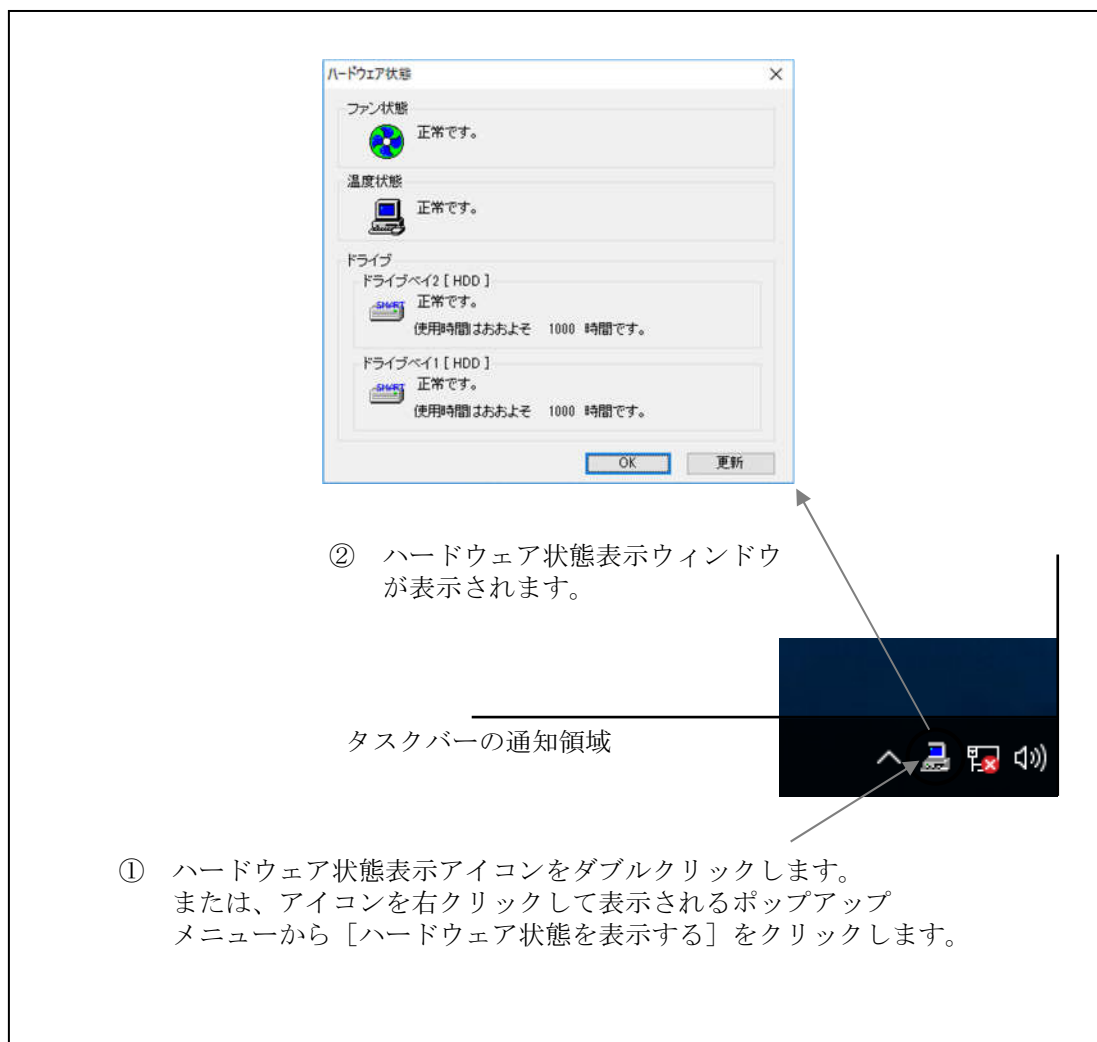 ハードウェア状態
ファン状態
正常です。
温度状態
正常です。
ドライブ
ドライブベイ2 [ HDD ]
SMART
正常です。
使用時間はおおよそ 1000 時間です。
ドライブベイ1 [ HDD ]
SMART
正常です。
使用時間はおおよそ 1000 時間です。
OK 更新
② ハードウェア状態表示ウィンドウ
が表示されます。
タスクバーの通知領域
① ハードウェア状態表示アイコンをダブルクリックします。
または、アイコンを右クリックして表示されるポップアップ
メニューから［ハードウェア状態を表示する］をクリックします。